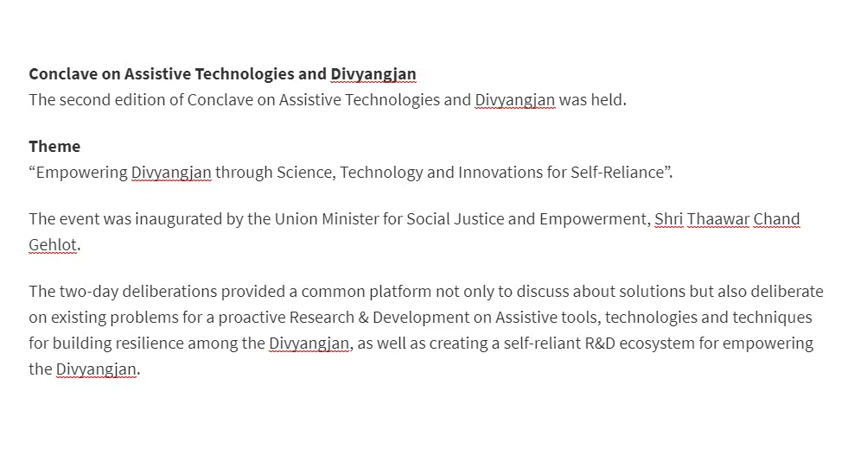 Conclave on Assistive Technologies and Divyangjan
The second edition of Conclave on Assistive Technologies and Divyangjan was held.
Theme
“Empowering Divyangjan through Science, Technology and Innovations for Self-Reliance”.
The event was inaugurated by the Union Minister for Social Justice and Empowerment, Shri Thaawar Chand
Gehlot.
The two-day deliberations provided a common platform not only to discuss about solutions but also deliberate
on existing problems for a proactive Research & Development on Assistive tools, technologies and techniques
for building resilience among the Divyangjan, as well as creating a self-reliant R&D ecosystem for empowering
the Divyangjan.